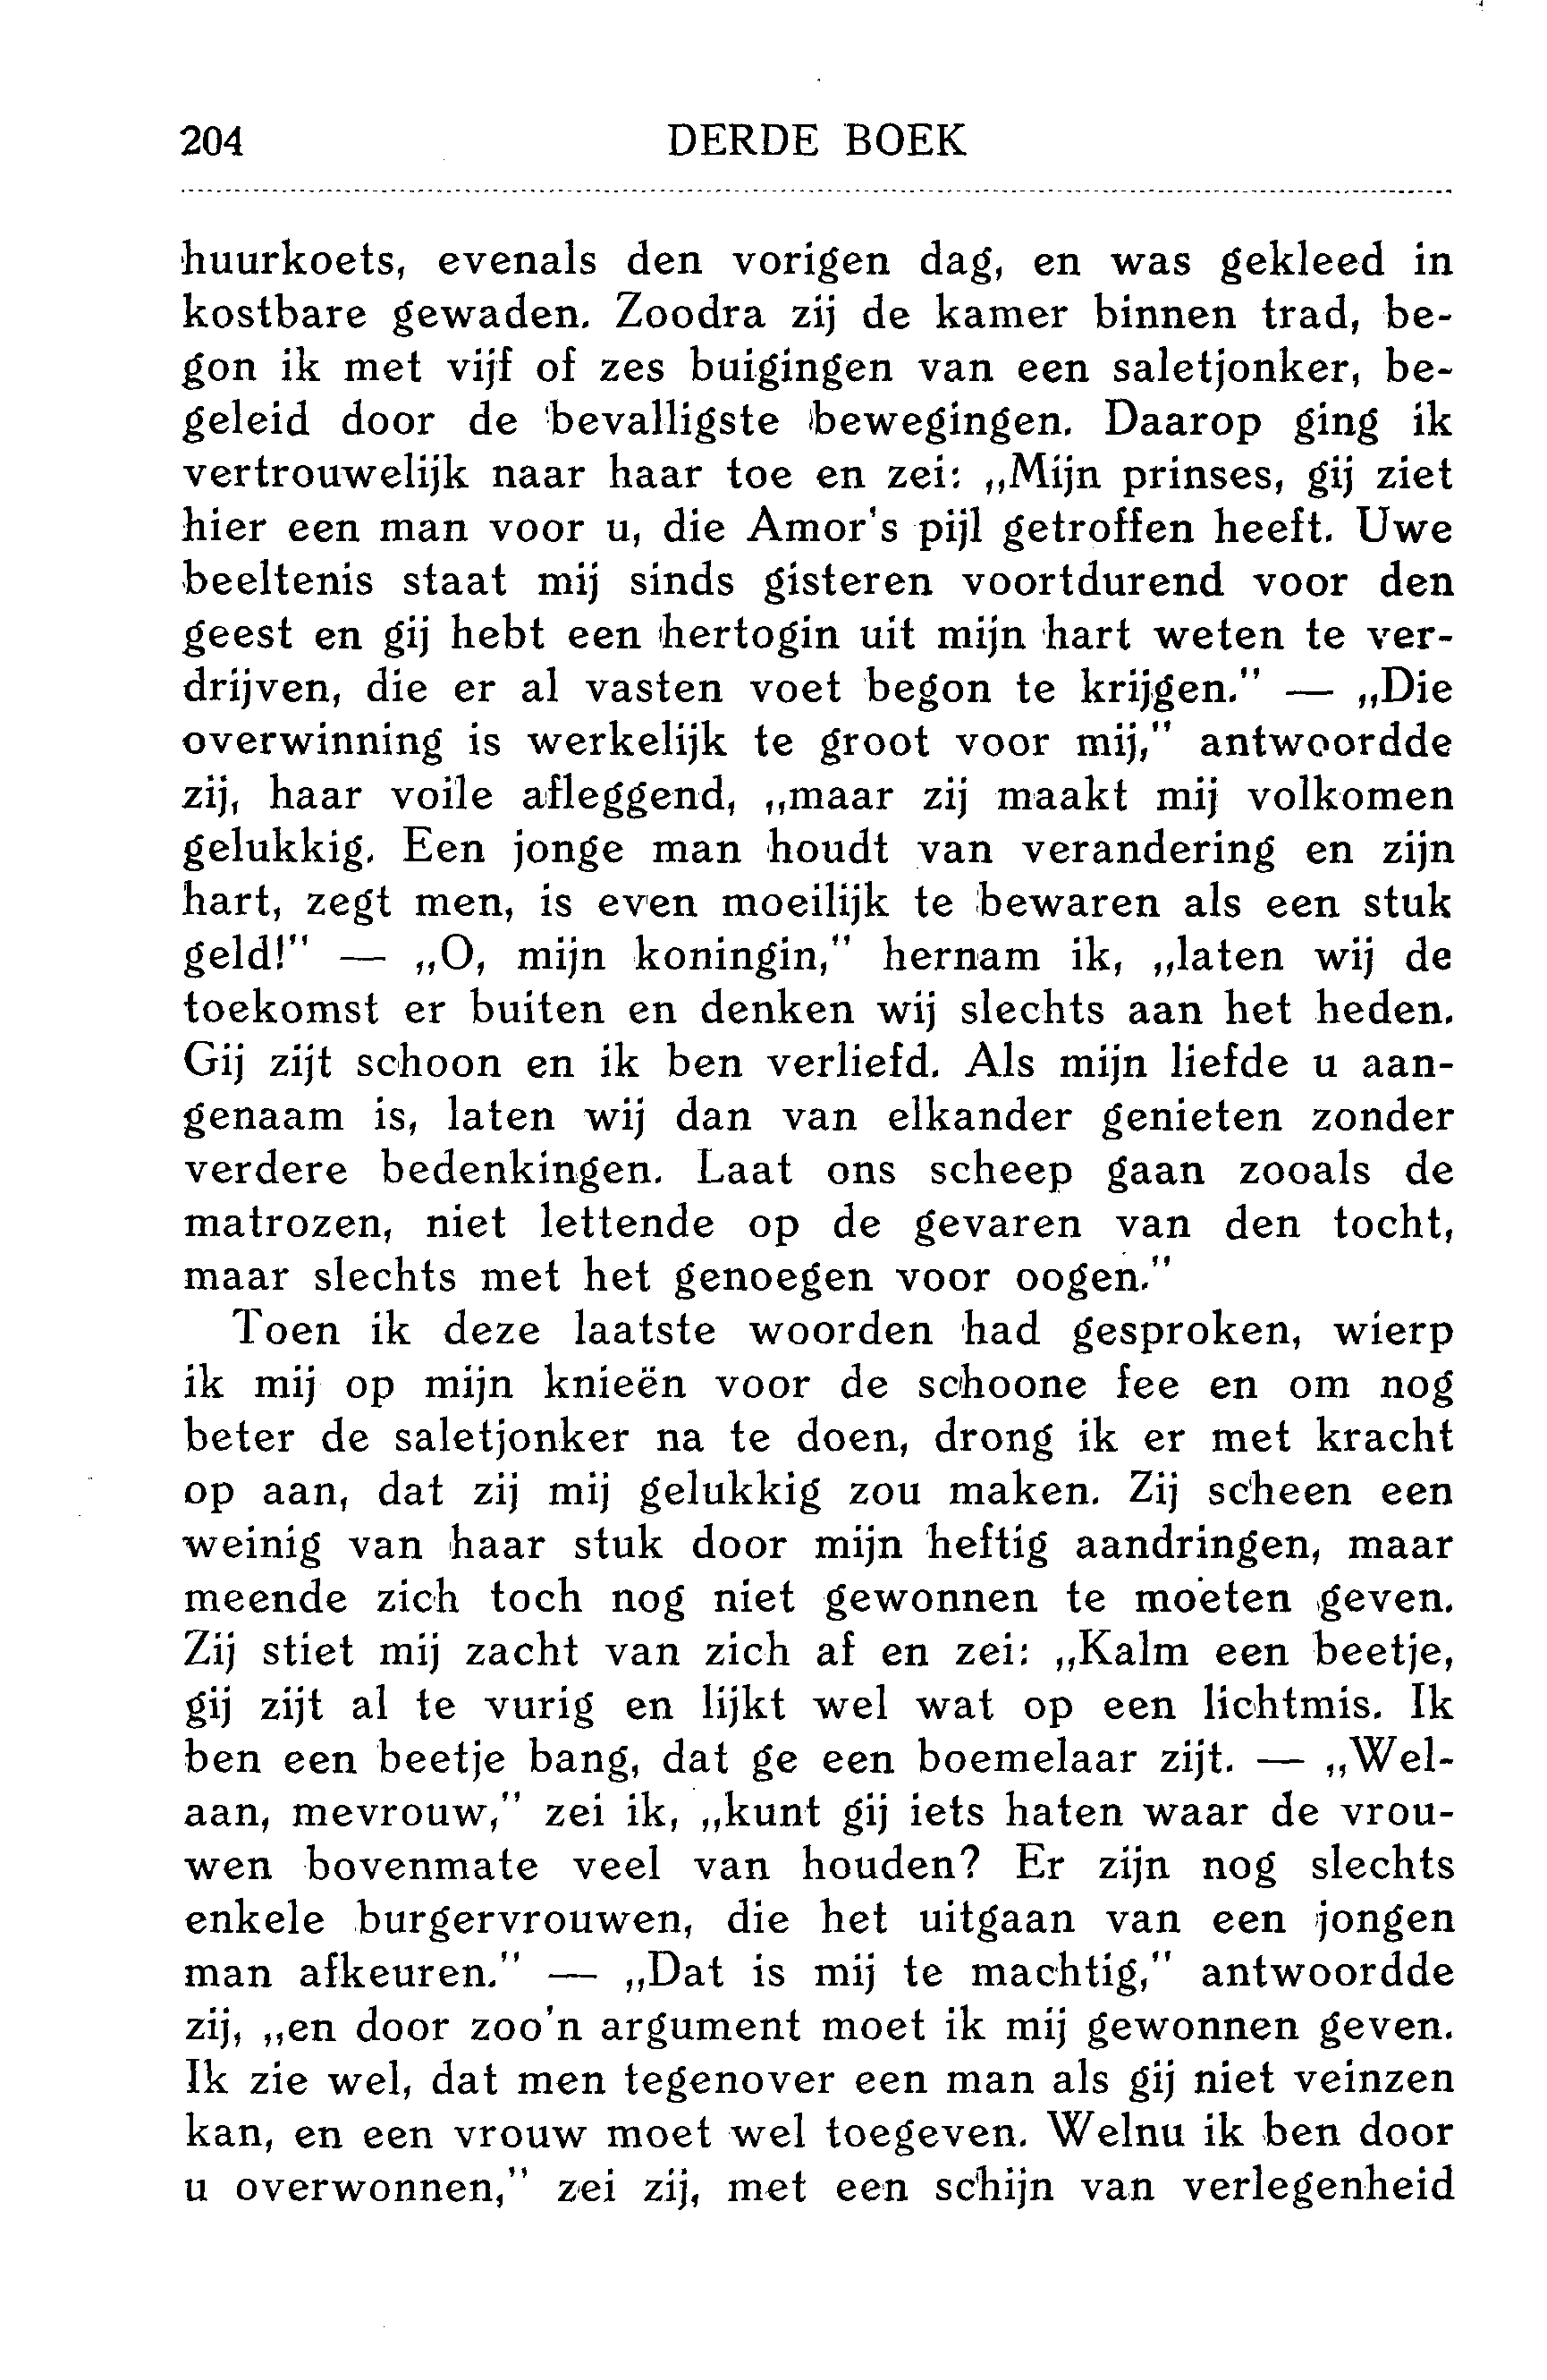 204 DERDE BOEK
huurkoets, evenals den vorigen dag, en was gekleed in
kostbare gewaden. Zoodra zij de kamer binnen trad, be-
gon ik met vijf of zes buigingen van een saletjonker, be-
geleid door de bevalligste bewegingen. Daarop ging ik
vertrouwelijk naar haar toe en zei: „Mijn prinses, gij ziet
hier een man voor u, die Amor's pijl getroffen heeft. Uwe
beeltenis staat mij sinds gisteren voortdurend voor den
geest en gij hebt een hertogin uit mijn hart weten te ver-
drijven, die er al vasten voet begon te krijgen." — „Die
overwinning is werkelijk te groot voor mij," antwoordde
zij, haar voile afleggend, „maar zij maakt mij volkomen
gelukkig. Een jonge man houdt van verandering en zijn
hart, zegt men, is even moeilijk te bewaren als een stuk
geld!" — „O, mijn koningin," hernam ik, „laten wij de
toekomst er buiten en denken wij slechts aan het heden.
Gij zijt schoon en ik ben verliefd. Als mijn liefde u aan-
genaam is, laten wij dan van elkander genieten zonder
verdere bedenkingen. Laat ons scheep gaan zooals de
matrozen, niet lettende op de gevaren van den tocht,
maar slechts met het genoegen voor oogen."
Toen ik deze laatste woorden had gesproken, wierp
ik mij op mijn knieën voor de schoone fee en om nog
beter de saletjonker na te doen, drong ik er met kracht
op aan, dat zij mij gelukkig zou maken. Zij scheen een
weinig van haar stuk door mijn heftig aandringen, maar
meende zich toch nog niet gewonnen te moeten geven.
Zij stiet mij zacht van zich af en zei: „Kalm een beetje,
gij zijt al te vurig en lijkt wel wat op een lichtmis. Ik
ben een beetje bang, dat ge een boemelaar zijt. — „Wel-
aan, mevrouw," zei ik, „kunt gij iets haten waar de vrou-
wen bovenmate veel van houden? Er zijn nog slechts
enkele burgervrouwen, die het uitgaan van een jongen
man afkeuren." — „Dat is mij te machtig," antwoordde
zij, „en door zoo'n argument moet ik mij gewonnen geven.
Ik zie wel, dat men tegenover een man als gij niet veinzen
kan, en een vrouw moet wel toegeven. Welnu ik ben door
u overwonnen," zei zij, met een schijn van verlegenheid